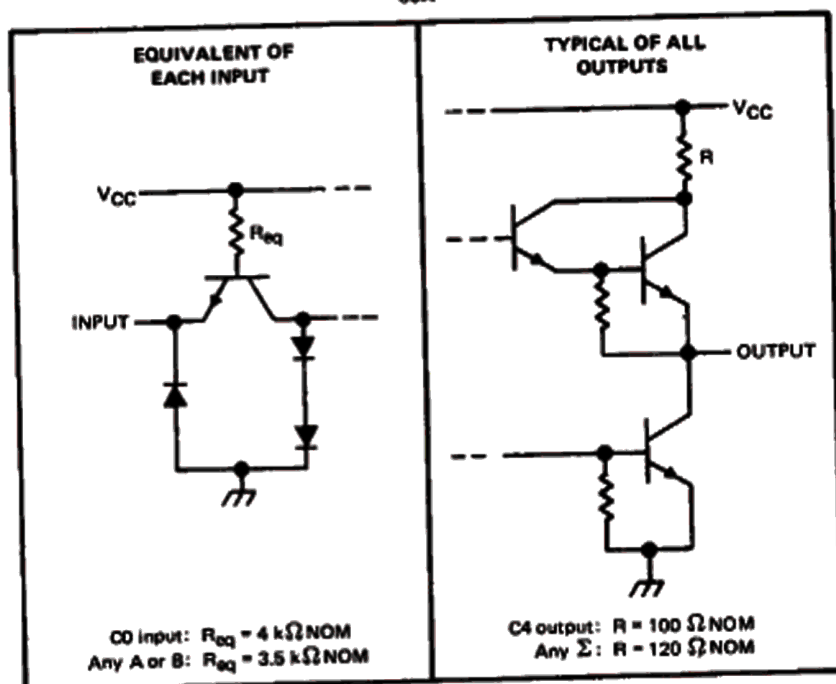 EQUIVALENT OF
EACH INPUT
VCC
Req
INPUT
C0 input: Req = 4 kΩ NOM
Any A or B: Req = 3.5 kΩ NOM
TYPICAL OF ALL
OUTPUTS
VCC
R
OUTPUT
C4 output: R = 100 Ω NOM
Any Σ: R = 120 Ω NOM